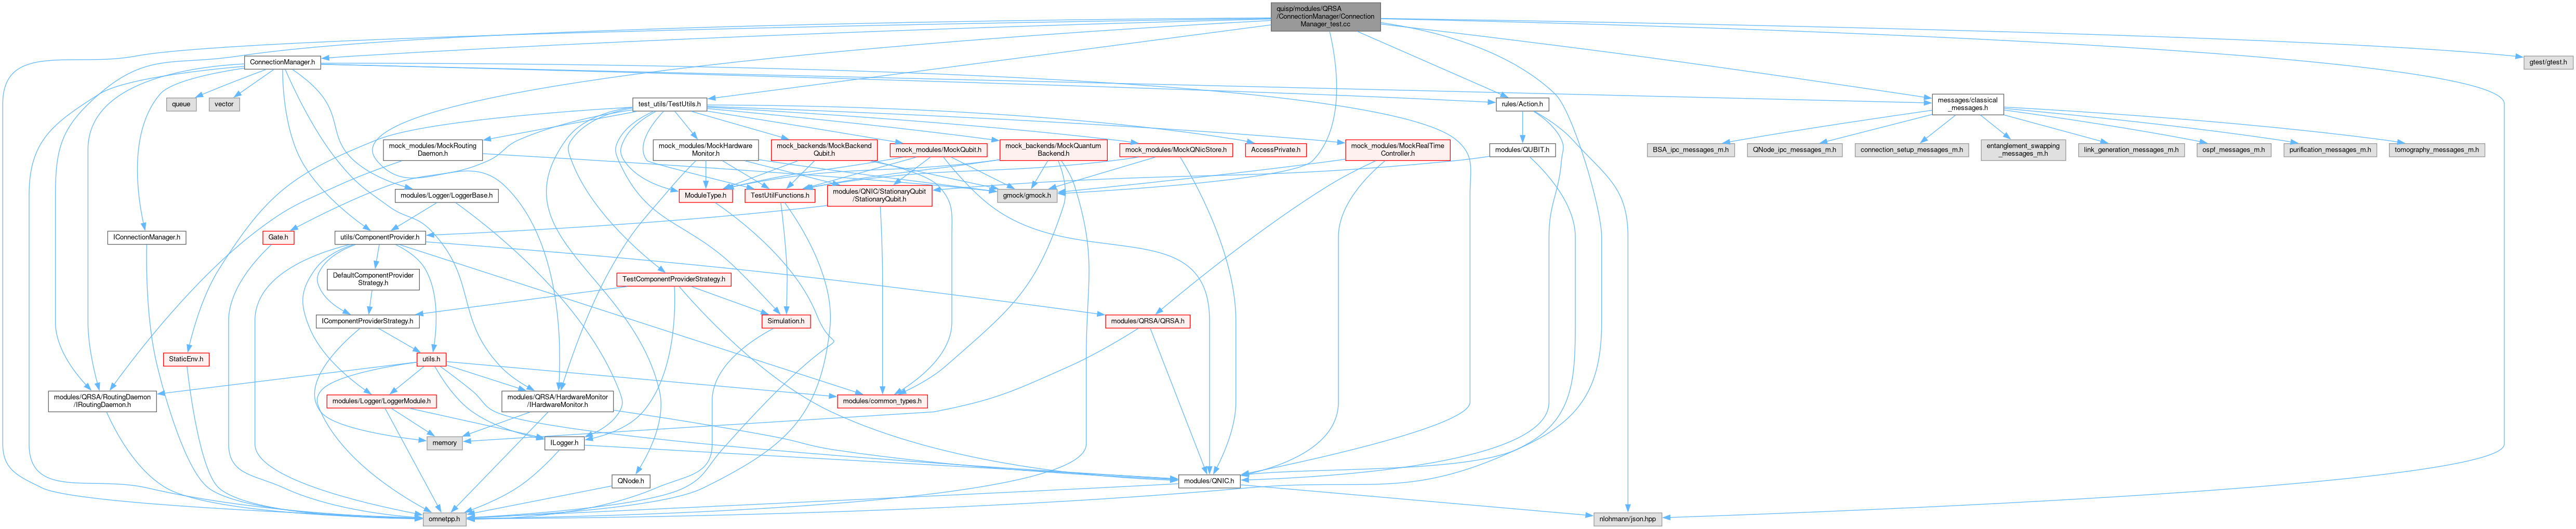 quisp/modules/QRSA
/ConnectionManager/Connection
Manager_test.cc
ConnectionManager.h
gtest/gtest.h
queue
vector
test_utils/TestUtils.h
rules/Action.h
messages/classical
_messages.h
mock_modules/MockRouting
Daemon.h
mock_modules/MockHardware
Monitor.h
mock_backends/MockBackend
Qubit.h
mock_modules/MockQubit.h
mock_backends/MockQuantum
Backend.h
mock_modules/MockQNicStore.h
AccessPrivate.h
mock_modules/MockRealTime
Controller.h
modules/QUBIT.h
BSA_ipc_messages_m.h
QNode_ipc_messages_m.h
connection_setup_messages_m.h
entanglement_swapping
_messages_m.h
link_generation_messages_m.h
ospf_messages_m.h
purification_messages_m.h
tomography_messages_m.h
modules/Logger/LoggerBase.h
ModuleType.h
TestUtilFunctions.h
modules/QNIC/StationaryQubit
/StationaryQubit.h
gmock/gmock.h
IConnectionManager.h
Gate.h
utils/ComponentProvider.h
DefaultComponentProvider
Strategy.h
TestComponentProviderStrategy.h
IComponentProviderStrategy.h
Simulation.h
modules/QRSA/QRSA.h
StaticEnv.h
utils.h
modules/QRSA/RoutingDaemon
/IRoutingDaemon.h
modules/Logger/LoggerModule.h
modules/QRSA/HardwareMonitor
/IHardwareMonitor.h
modules/common_types.h
memory
ILogger.h
QNode.h
modules/QNIC.h
omnetpp.h
nlohmann/json.hpp